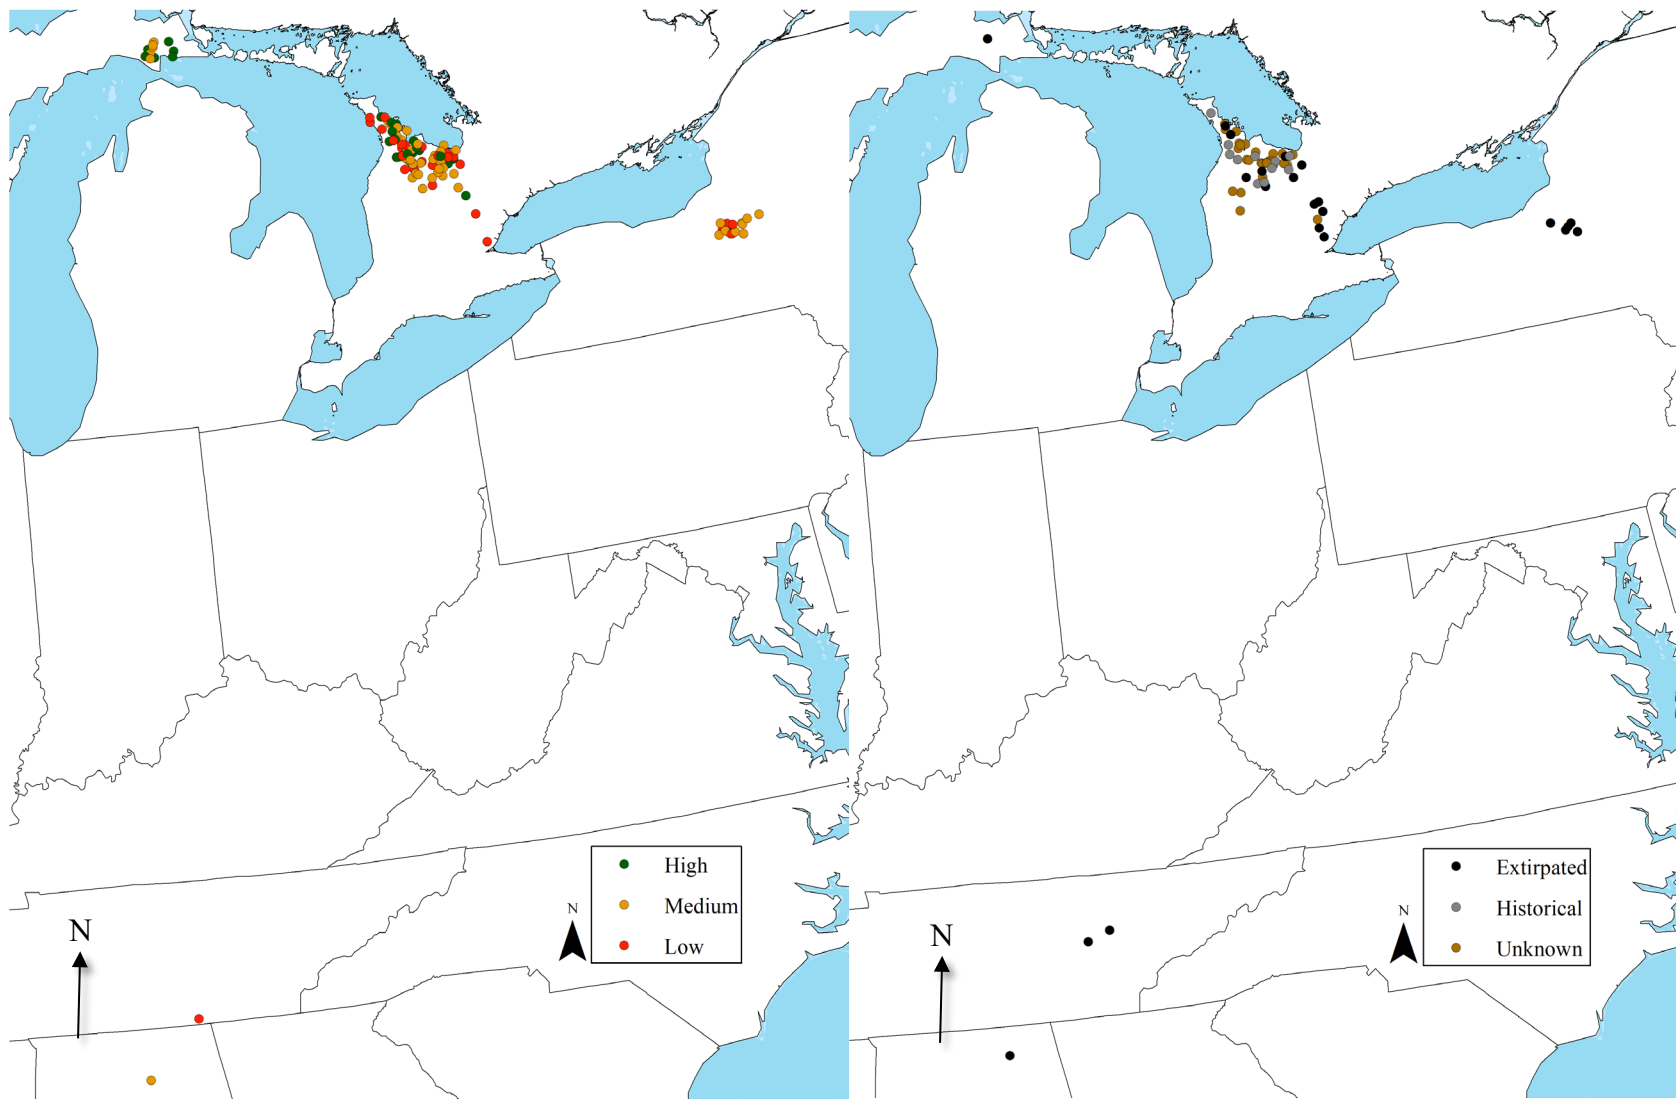 High
Medium
Low
N
N
Extirpated
Historical
Unknown
N
N